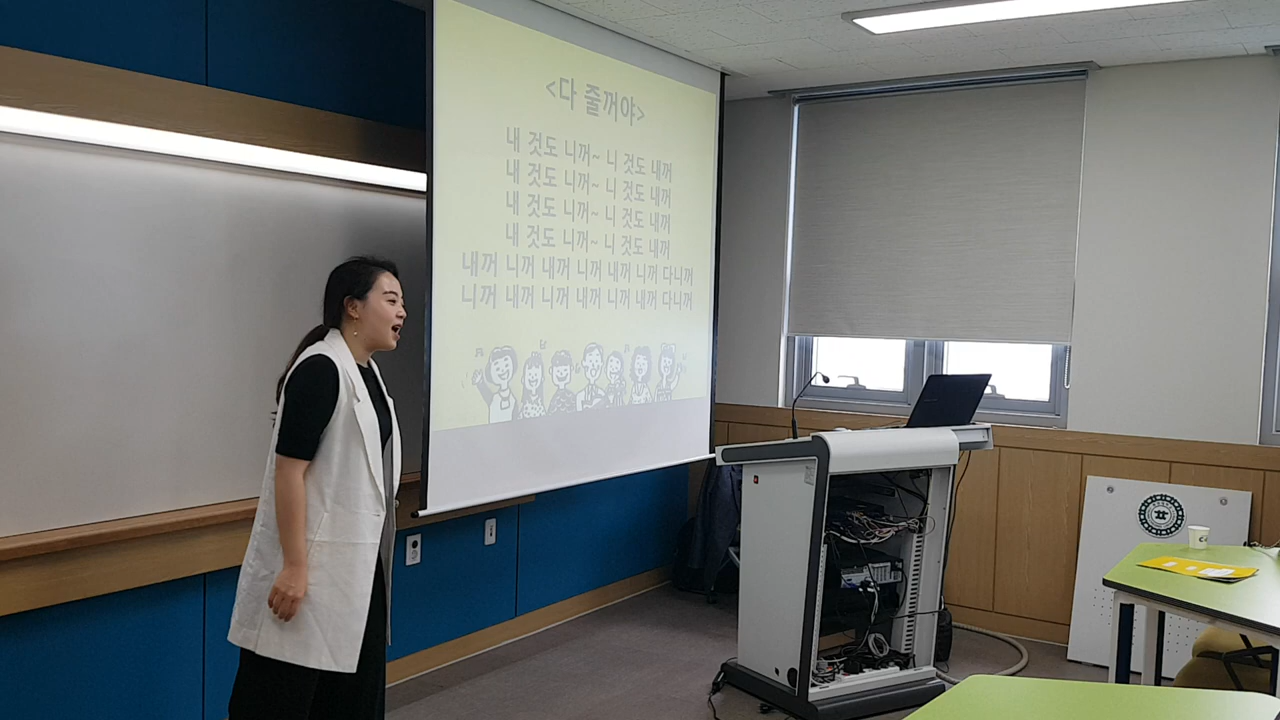 <다 줄꺼야>
내 것도 니꺼~ 니 것도 내꺼
내 것도 니꺼~ 니 것도 내꺼
내 것도 니꺼~ 니 것도 내꺼
내 것도 니꺼~ 니 것도 내꺼
내꺼 니꺼 내꺼 니꺼 내꺼 니꺼 다니꺼
니꺼 내꺼 니꺼 내꺼 니꺼 내꺼 다니꺼